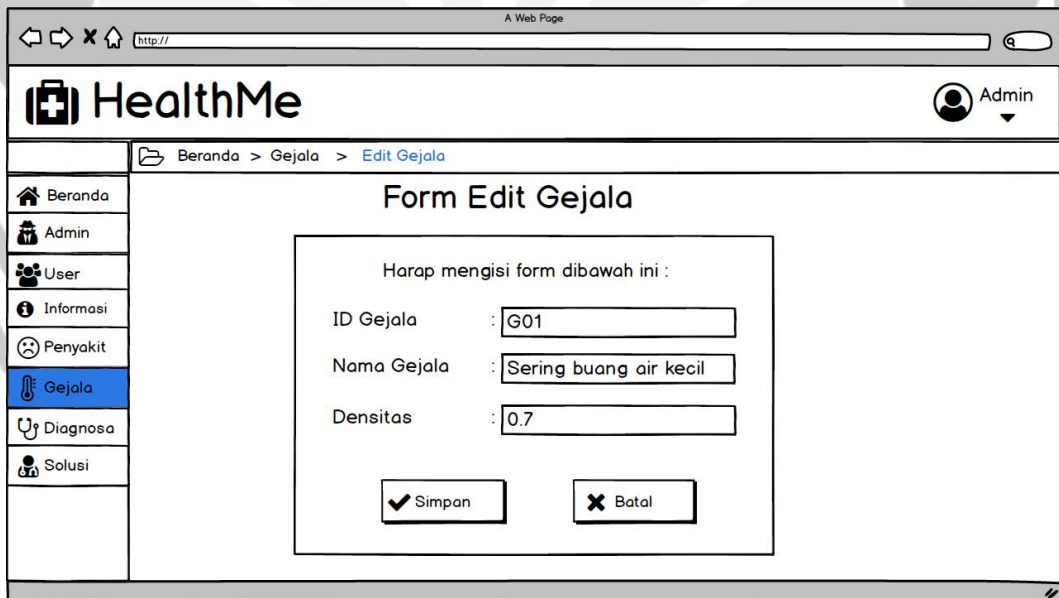 A Web Page
http://
HealthMe
Admin
Beranda > Gejala > Edit Gejala
Beranda
Admin
User
Informasi
Penyakit
Gejala
Diagnosa
Solusi
Form Edit Gejala
Harap mengisi form dibawah ini :
ID Gejala : G01
Nama Gejala : Sering buang air kecil
Densitas : 0.7
Simpan
Batal